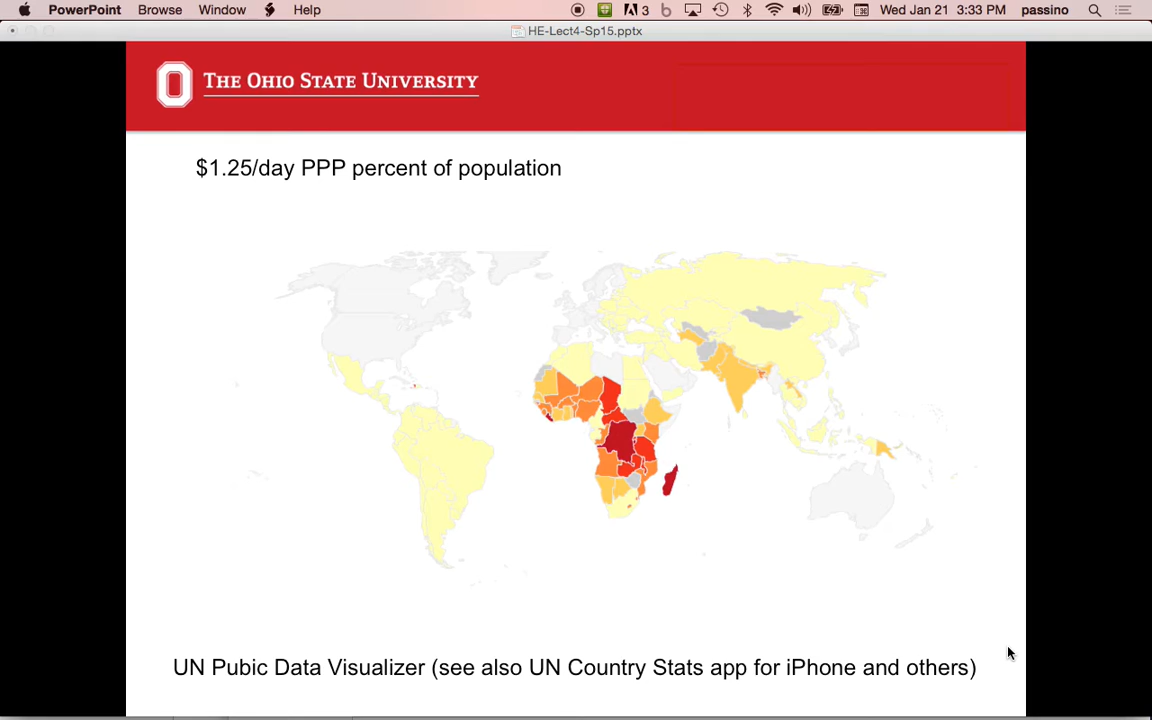 PowerPoint Browse Window Help 3 Wed Jan 21 3:33 PM passino
HE-Lect4-Sp15.pptx
THE OHIO STATE UNIVERSITY
$1.25/day PPP percent of population
UN Pubic Data Visualizer (see also UN Country Stats app for iPhone and others)